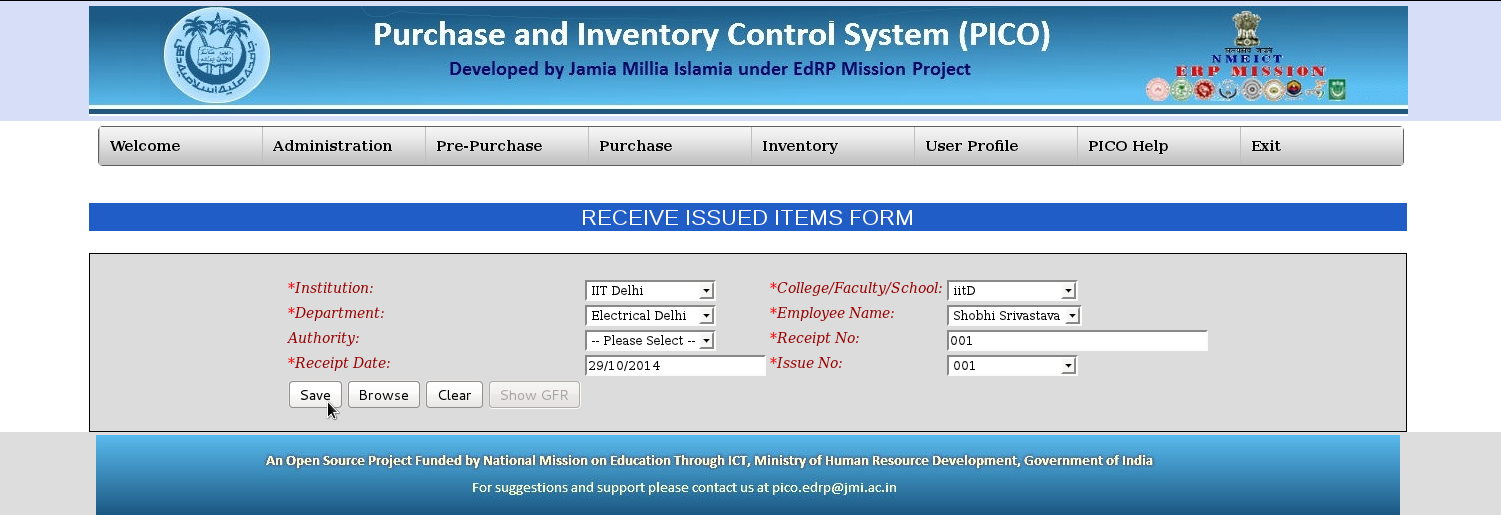 Purchase and Inventory Control System (PICO)
Developed by Jamia Millia Islamia under EdRP Mission Project
NMEICT
ERP MISSION
Welcome Administration Pre-Purchase Purchase Inventory User Profile PICO Help Exit
RECEIVE ISSUED ITEMS FORM
*Institution: IIT Delhi *College/Faculty/School: iitD
*Department: Electrical Delhi *Employee Name: Shobhi Srivastava
Authority: -- Please Select -- *Receipt No: 001
*Receipt Date: 29/10/2014 *Issue No: 001
Save Browse Clear Show GFR
An Open Source Project Funded by National Mission on Education Through ICT, Ministry of Human Resource Development, Government of India
For suggestions and support please contact us at pico.edrp@jmi.ac.in